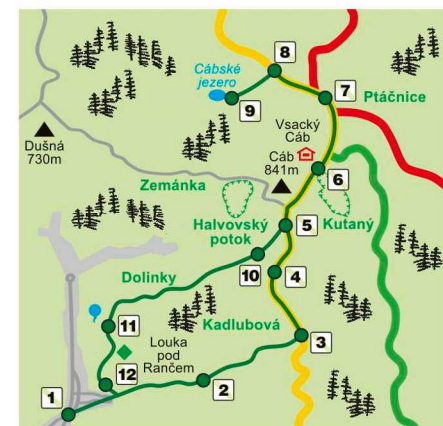 8
Cábské
jezero
9
7
Ptáčnice
Vsacký
Cáb
Dušná
730m
Cáb
841m
6
Zemánka
Halvovský
potok
5
Kutaný
10
4
Dolinky
11
Kadlubová
Louka
pod
Rančem
3
12
2
1